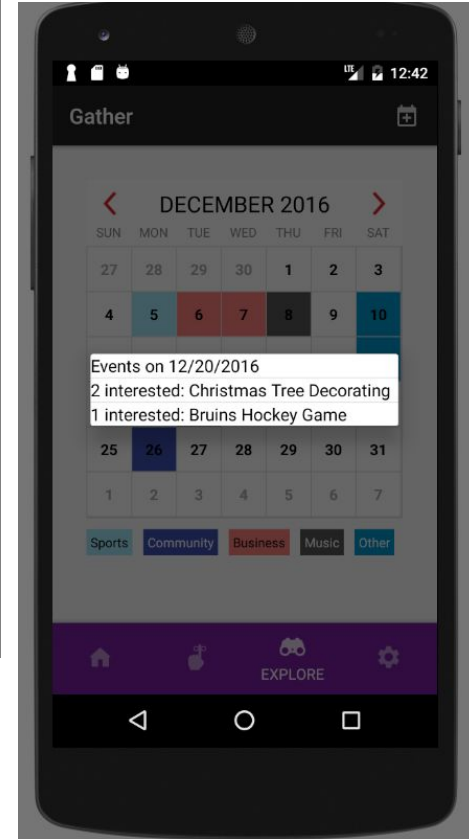 LTE 12:42
Gather
DECEMBER 2016
SUN MON TUE WED THU FRI SAT
27 28 29 30 1 2 3
4 5 6 7 8 9 10
Events on 12/20/2016
2 interested: Christmas Tree Decorating
1 interested: Bruins Hockey Game
25 26 27 28 29 30 31
1 2 3 4 5 6 7
Sports Community Business Music Other
EXPLORE